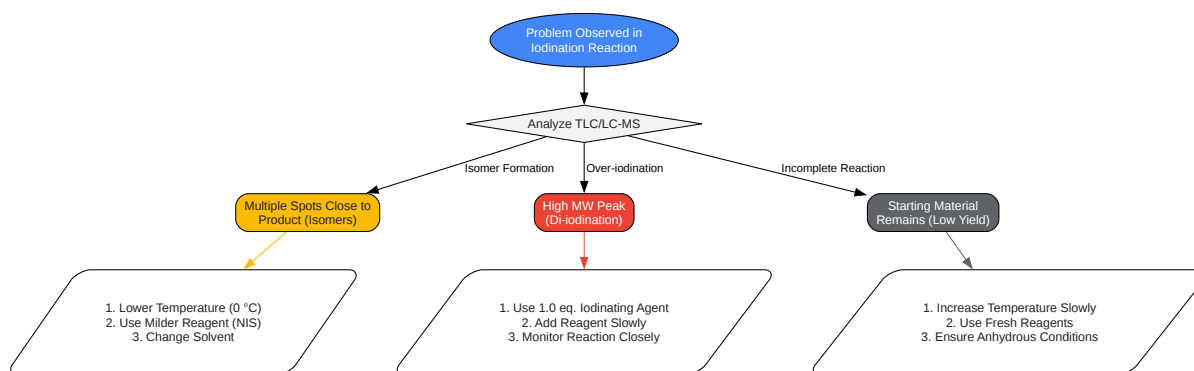 Problem Observed in
Iodination Reaction
Analyze TLC/LC-MS
Isomer Formation
Over-iodination
Incomplete Reaction
Multiple Spots Close to
Product (Isomers)
High MW Peak
(Di-iodination)
Starting Material
Remains (Low Yield)
1. Lower Temperature (0 °C)
2. Use Milder Reagent (NIS)
3. Change Solvent
1. Use 1.0 eq. Iodinating Agent
2. Add Reagent Slowly
3. Monitor Reaction Closely
1. Increase Temperature Slowly
2. Use Fresh Reagents
3. Ensure Anhydrous Conditions